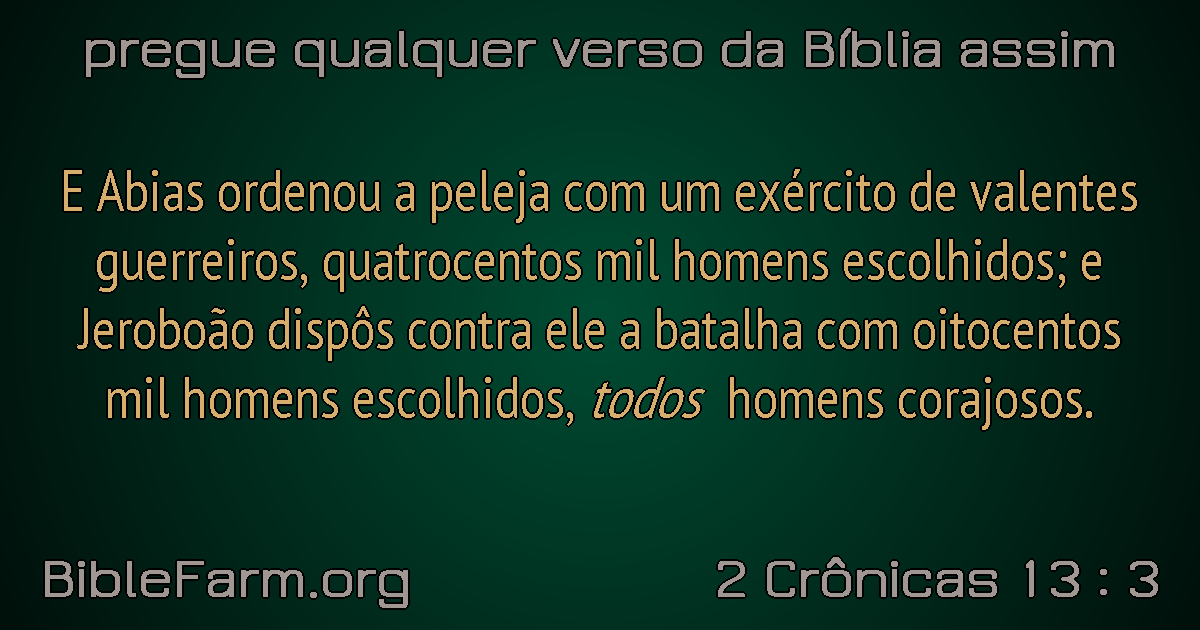 pregue qualquer verso da Bíblia assim
E Abias ordenou a peleja com um exército de valentes
guerreiros, quatrocentos mil homens escolhidos; e
Jeroboão dispôs contra ele a batalha com oitocentos
mil homens escolhidos, todos homens corajosos.
BibleFarm.org
2 Crônicas 13 : 3